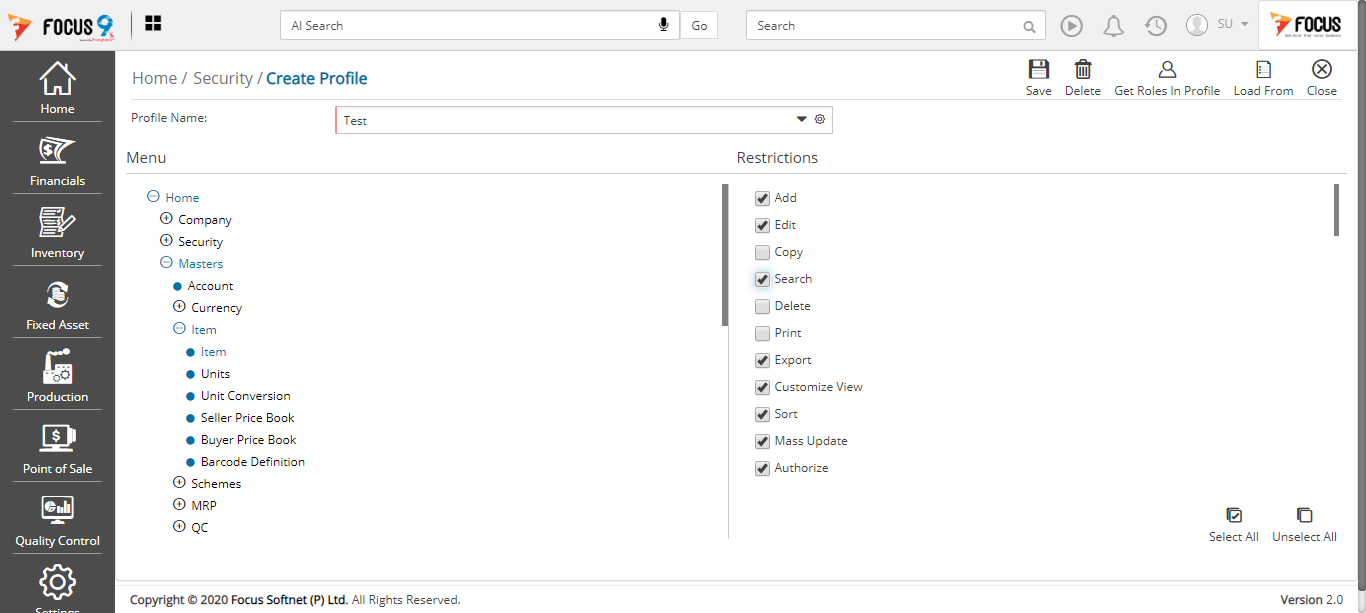 FOCUS 9
AI Search
Go
Search
SU
FOCUS
Home
Financials
Inventory
Fixed Asset
Production
Point of Sale
Quality Control
Settings
Home / Security / Create Profile
Save
Delete
Get Roles In Profile
Load From
Close
Profile Name:
Test
Menu
Home
Company
Security
Masters
Account
Currency
Item
Item
Units
Unit Conversion
Seller Price Book
Buyer Price Book
Barcode Definition
Schemes
MRP
QC
Restrictions
Add
Edit
Copy
Search
Delete
Print
Export
Customize View
Sort
Mass Update
Authorize
Select All
Unselect All
Copyright © 2020 Focus Softnet (P) Ltd. All Rights Reserved.
Version 2.0